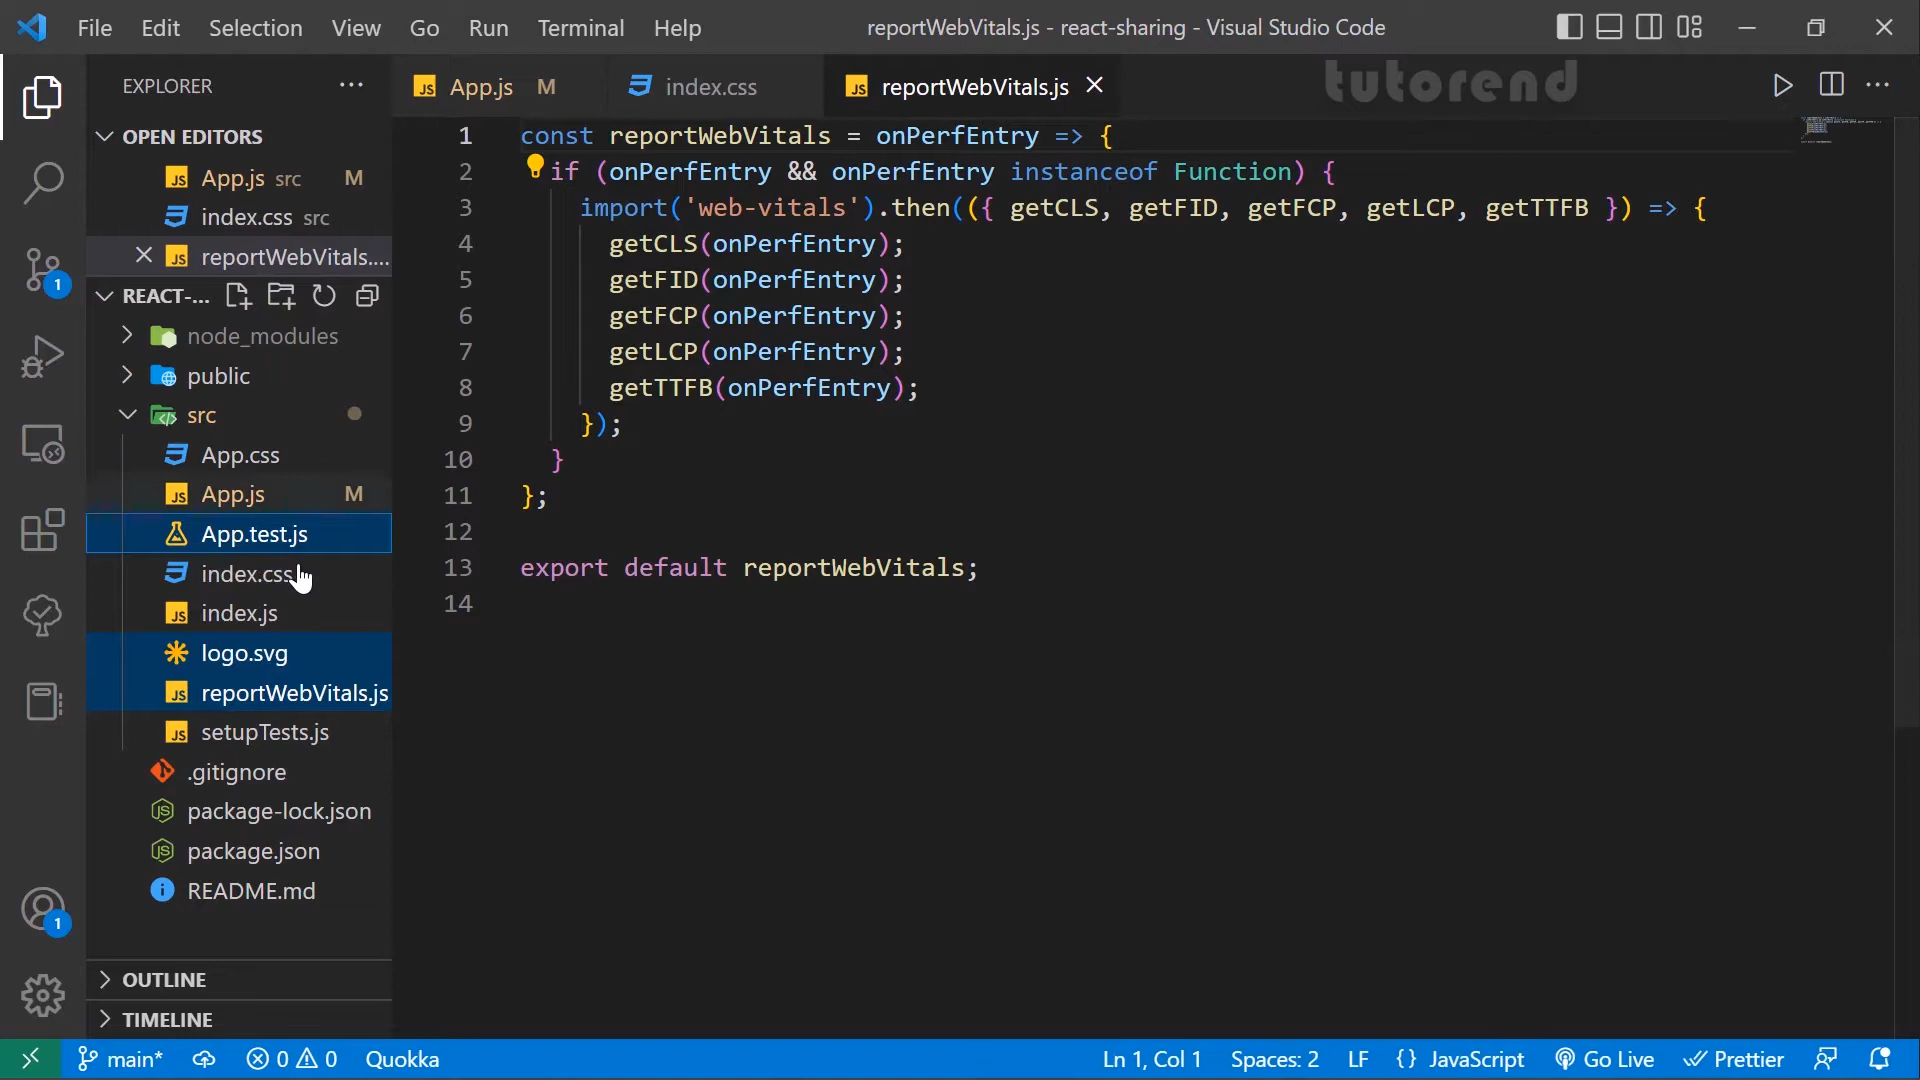 File Edit Selection View Go Run Terminal Help
reportWebVitals.js - react-sharing - Visual Studio Code
EXPLORER ...
App.js M
index.css
reportWebVitals.js
tutorend
OPEN EDITORS
App.js src M
index.css src
reportWebVitals....
REACT-...
node_modules
public
src
App.css
App.js M
App.test.js
index.css
index.js
logo.svg
reportWebVitals.js
setupTests.js
.gitignore
package-lock.json
package.json
README.md
OUTLINE
TIMELINE
1
1
1 const reportWebVitals = onPerfEntry => {
2 if (onPerfEntry && onPerfEntry instanceof Function) {
3 import('web-vitals').then(({ getCLS, getFID, getFCP, getLCP, getTTFB }) => {
4 getCLS(onPerfEntry);
5 getFID(onPerfEntry);
6 getFCP(onPerfEntry);
7 getLCP(onPerfEntry);
8 getTTFB(onPerfEntry);
9 });
10 }
11 };
12
13 export default reportWebVitals;
14
main* 0 0 Quokka
Ln 1, Col 1 Spaces: 2 LF {} JavaScript Go Live Prettier